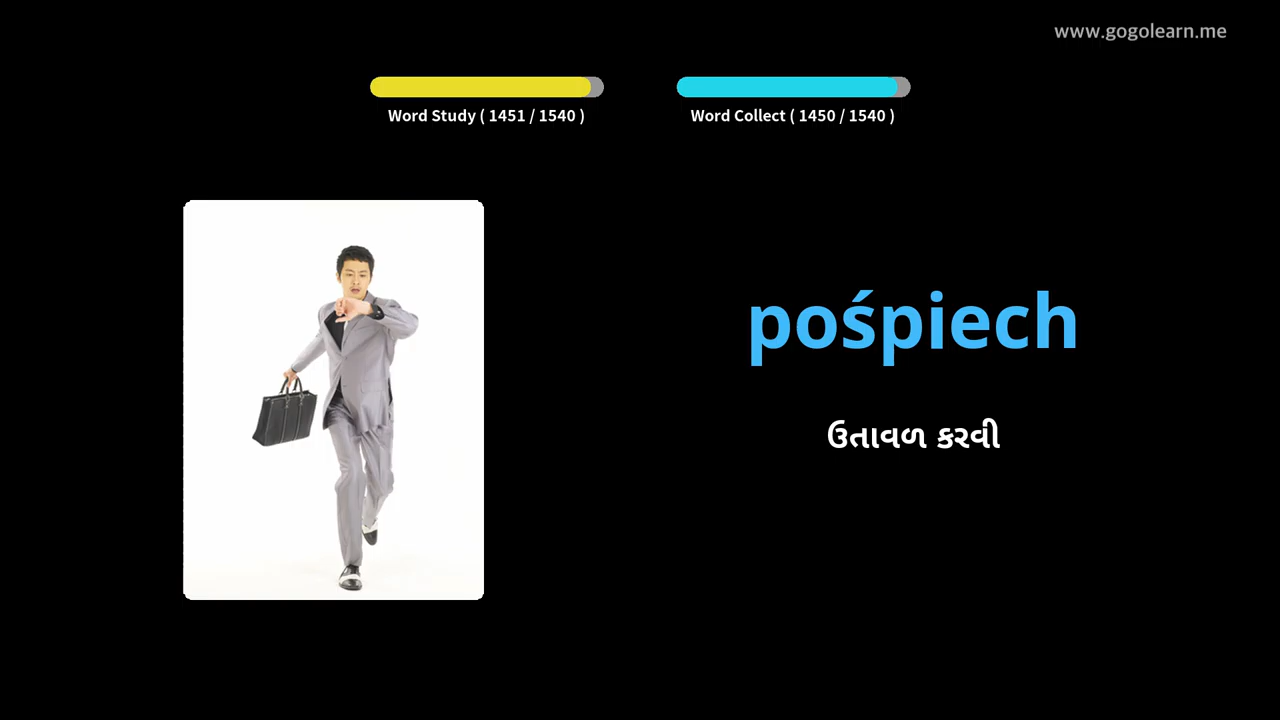 www.gogolearn.me
Word Study ( 1451 / 1540 )
Word Collect ( 1450 / 1540 )
pośpiech
ઉતાવળ કરવી